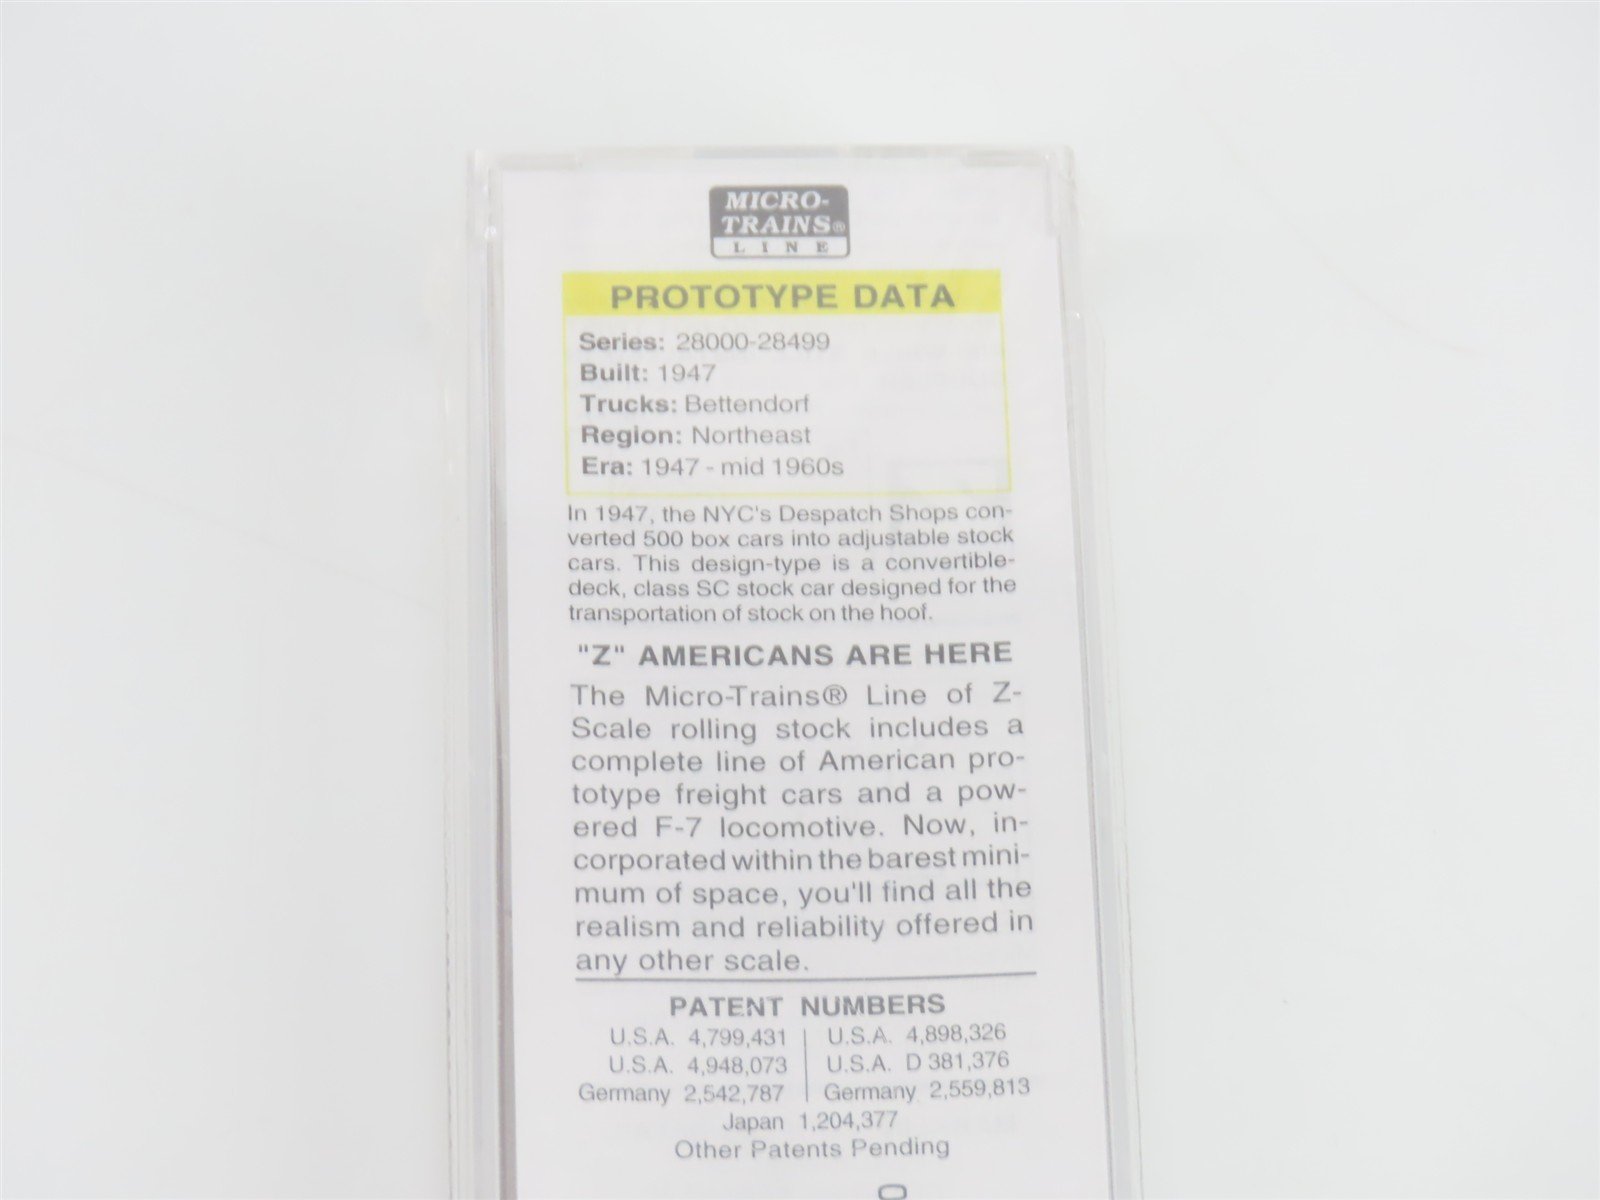 MICRO-
TRAINS®
LINE
PROTOTYPE DATA
Series: 28000-28499
Built: 1947
Trucks: Bettendorf
Region: Northeast
Era: 1947 - mid 1960s
In 1947, the NYC's Despatch Shops con-
verted 500 box cars into adjustable stock
cars. This design-type is a convertible-
deck, class SC stock car designed for the
transportation of stock on the hoof.
"Z" AMERICANS ARE HERE
The Micro-Trains® Line of Z-
Scale rolling stock includes a
complete line of American pro-
totype freight cars and a pow-
ered F-7 locomotive. Now, in-
corporated within the barest mini-
mum of space, you'll find all the
realism and reliability offered in
any other scale.
PATENT NUMBERS
U.S.A. 4,799,431 | U.S.A. 4,898,326
U.S.A. 4,948,073 | U.S.A. D 381,376
Germany 2,542,787 | Germany 2,559,813
Japan 1,204,377
Other Patents Pending